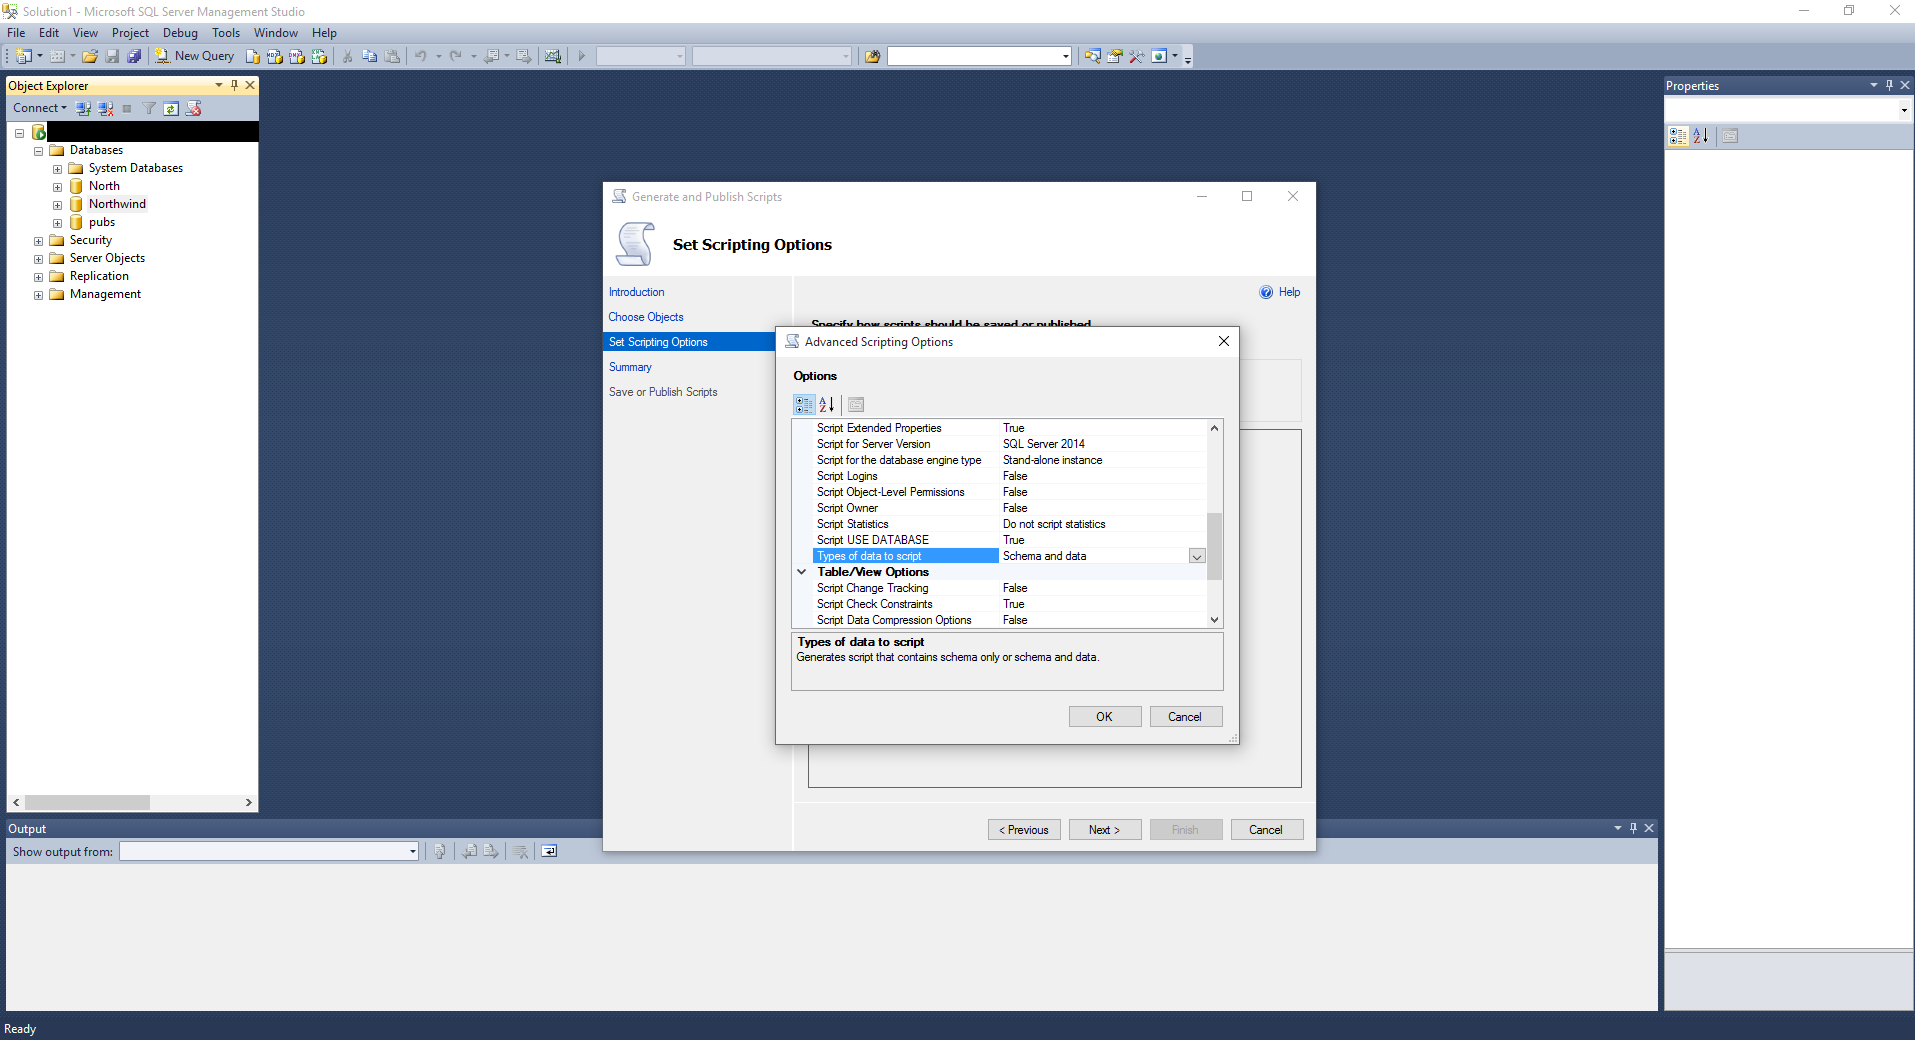 Solution1 - Microsoft SQL Server Management Studio
File Edit View Project Debug Tools Window Help
New Query
Object Explorer
Connect
Databases
System Databases
North
Northwind
pubs
Security
Server Objects
Replication
Management
Properties
Generate and Publish Scripts
Set Scripting Options
Introduction
Choose Objects
Set Scripting Options
Summary
Save or Publish Scripts
Help
Specify how scripts should be saved or published.
Advanced Scripting Options
Options
Script Extended Properties True
Script for Server Version SQL Server 2014
Script for the database engine type Stand-alone instance
Script Logins False
Script Object-Level Permissions False
Script Owner False
Script Statistics Do not script statistics
Script USE DATABASE True
Types of data to script Schema and data
Table/View Options
Script Change Tracking False
Script Check Constraints True
Script Data Compression Options False
Types of data to script
Generates script that contains schema only or schema and data.
OK Cancel
< Previous Next > Finish Cancel
Output
Show output from:
Ready